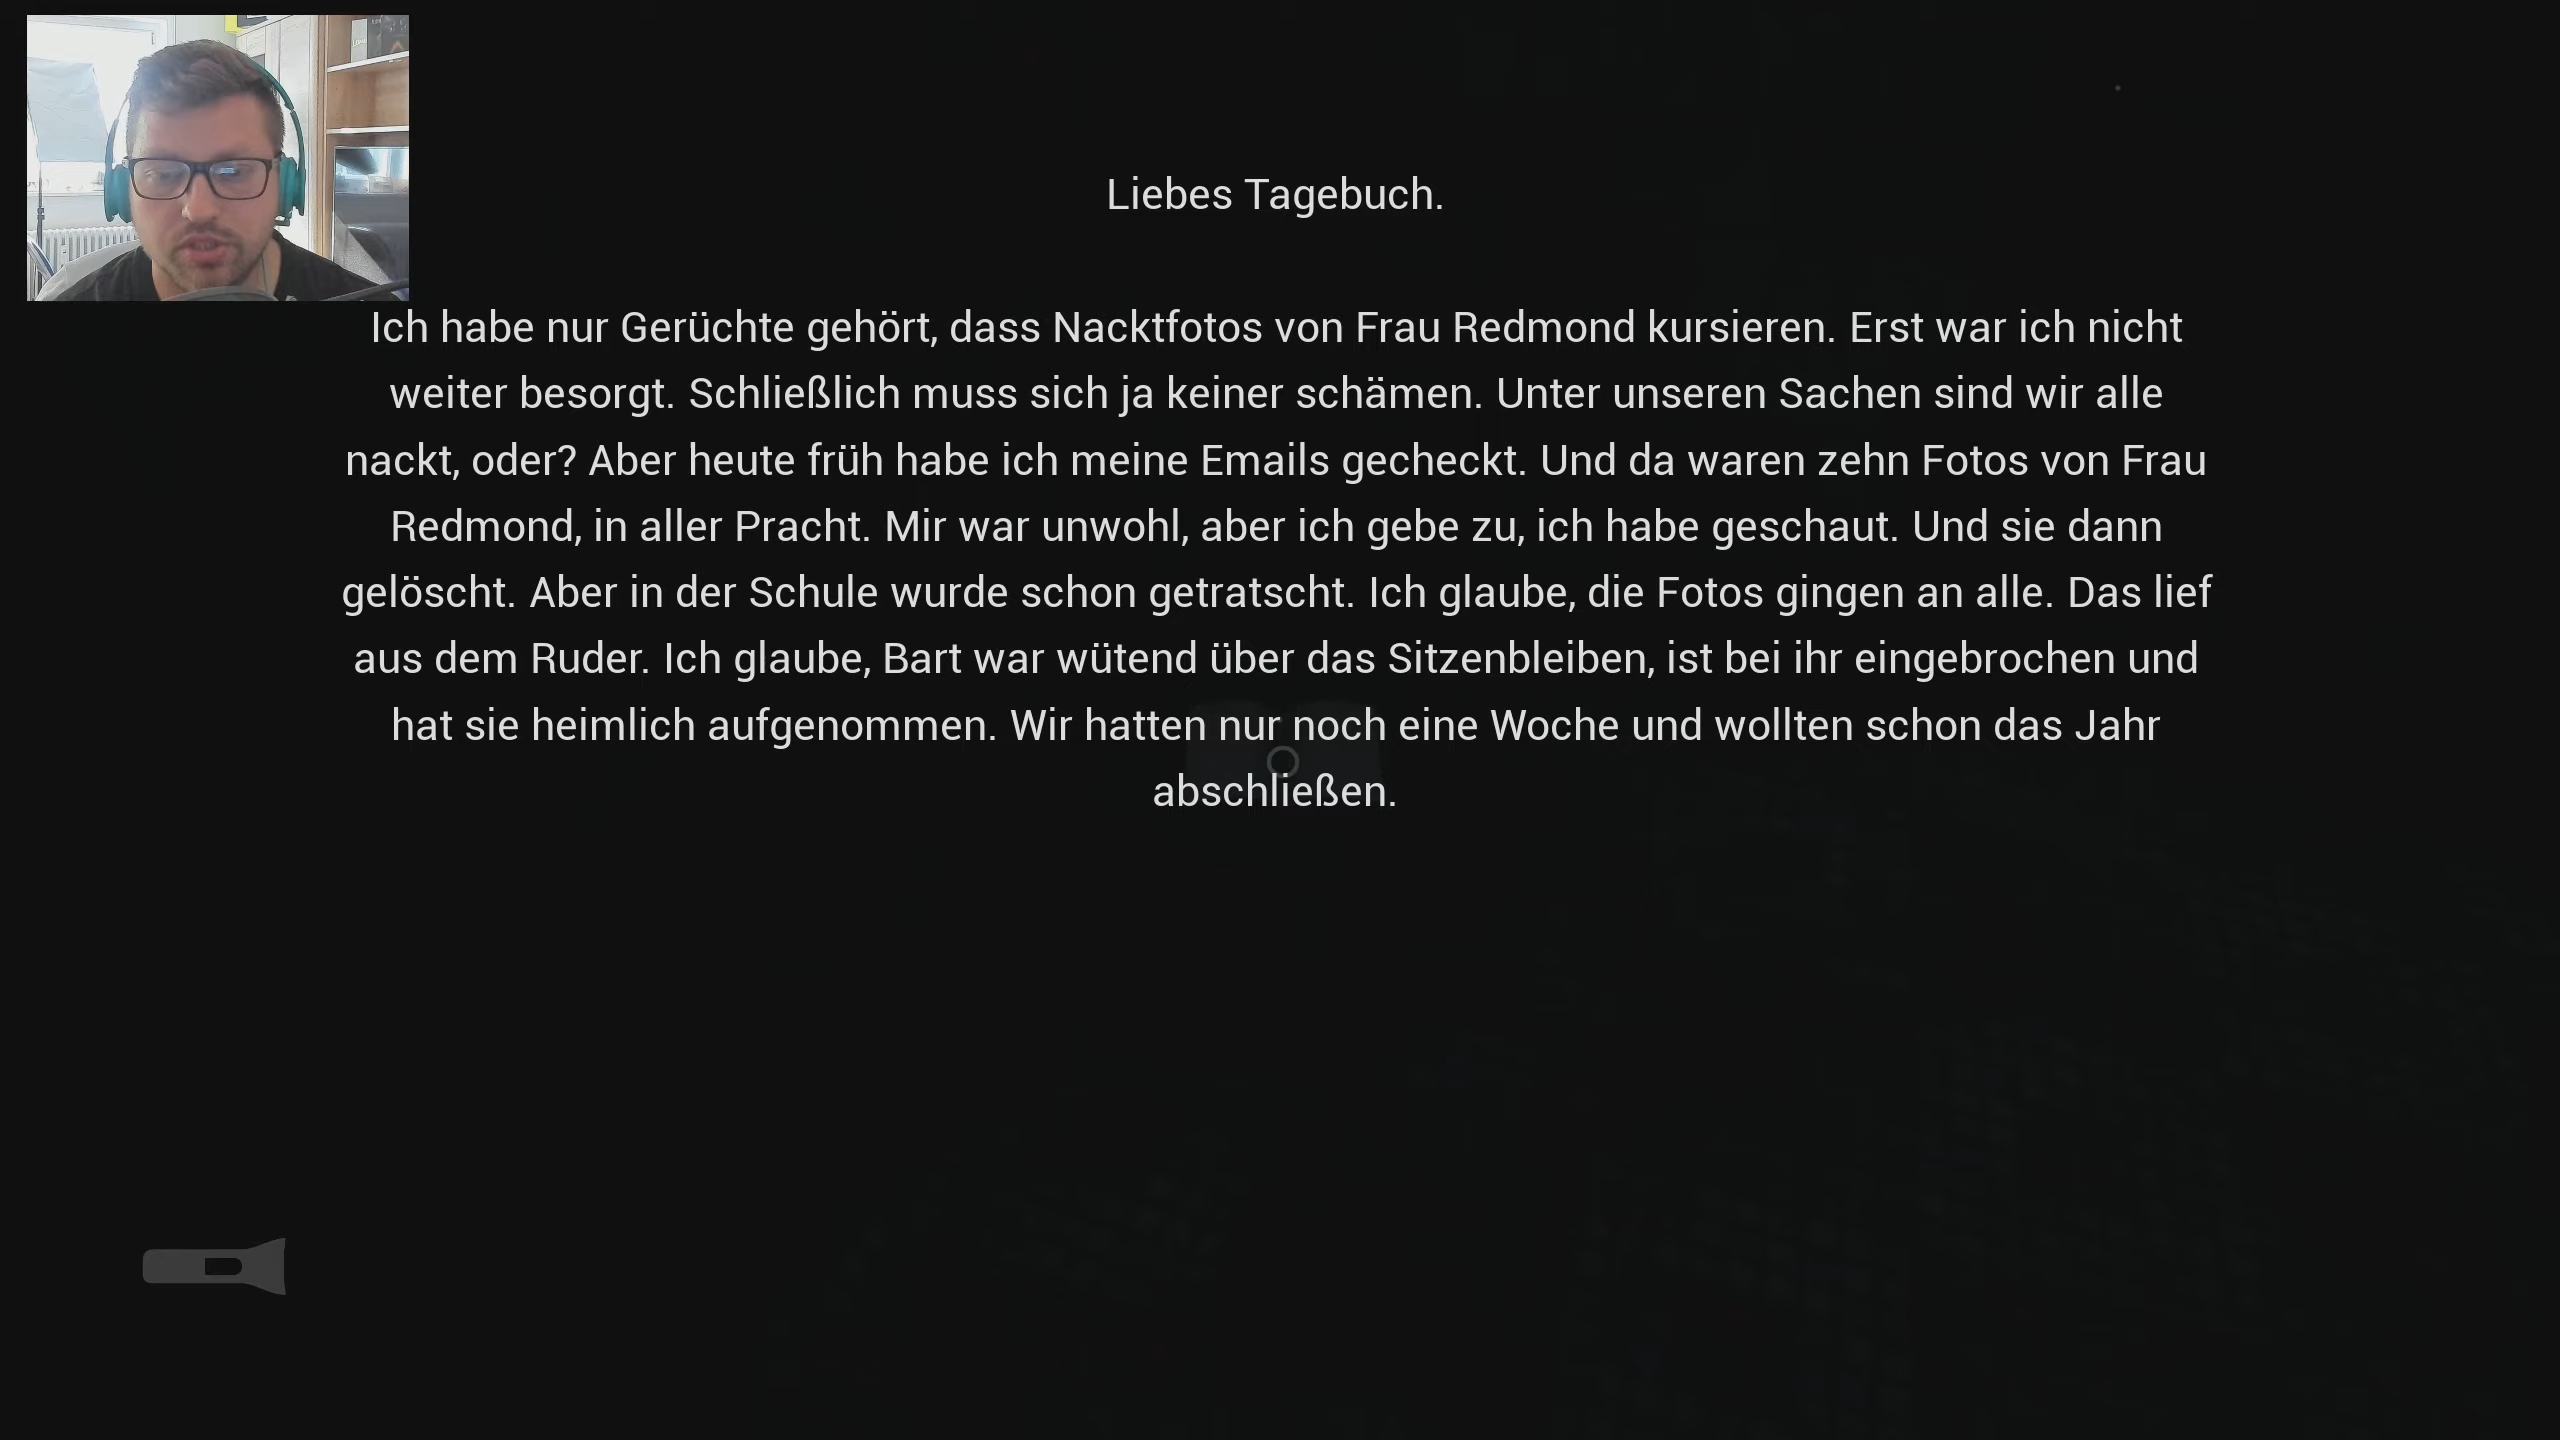 Liebes Tagebuch.
Ich habe nur Gerüchte gehört, dass Nacktfotos von Frau Redmond kursieren. Erst war ich nicht
weiter besorgt. Schließlich muss sich ja keiner schämen. Unter unseren Sachen sind wir alle
nackt, oder? Aber heute früh habe ich meine Emails gecheckt. Und da waren zehn Fotos von Frau
Redmond, in aller Pracht. Mir war unwohl, aber ich gebe zu, ich habe geschaut. Und sie dann
gelöscht. Aber in der Schule wurde schon getratscht. Ich glaube, die Fotos gingen an alle. Das lief
aus dem Ruder. Ich glaube, Bart war wütend über das Sitzenbleiben, ist bei ihr eingebrochen und
hat sie heimlich aufgenommen. Wir hatten nur noch eine Woche und wollten schon das Jahr
abschließen.